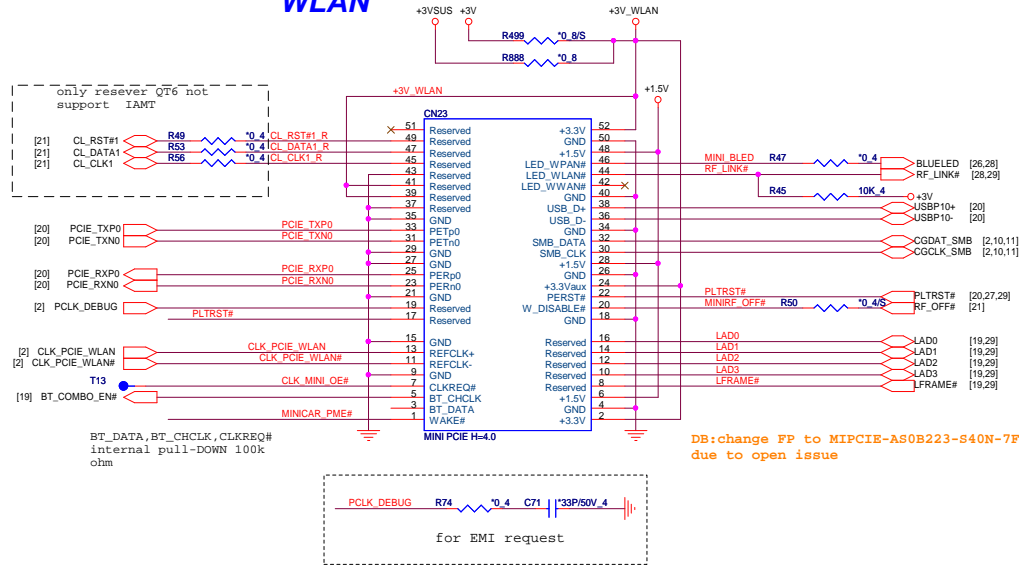 WLAN
+3VSUS +3V +3V_WLAN
R499 *0_8/S
R888 *0_8
only resever QT6 not
support IAMT
+3V_WLAN
+1.5V
CN23
51 Reserved +3.3V 52
[21] CL_RST#1 R49 *0_4 CL_RST#1_R 49 Reserved GND 50
[21] CL_DATA1 R53 *0_4 CL_DATA1_R 47 Reserved +1.5V 48
[21] CL_CLK1 R56 *0_4 CL_CLK1_R 45 Reserved LED_WPAN# 46 MINI_BLED R47 *0_4 BLUELED [26,28]
43 Reserved LED_WLAN# 44 RF_LINK# RF_LINK# [28,29]
41 Reserved LED_WWAN# 42
39 Reserved GND 40 R45 10K_4 +3V
37 Reserved USB_D+ 38 USBP10+ [20]
35 GND USB_D- 36 USBP10- [20]
[20] PCIE_TXP0 PCIE_TXP0 33 PETp0 GND 34
[20] PCIE_TXN0 PCIE_TXN0 31 PETn0 SMB_DATA 32 CGDAT_SMB [2,10,11]
29 GND SMB_CLK 30 CGCLK_SMB [2,10,11]
27 GND +1.5V 28
[20] PCIE_RXP0 PCIE_RXP0 25 PERp0 GND 26
[20] PCIE_RXN0 PCIE_RXN0 23 PERn0 +3.3Vaux 24
21 GND PERST# 22 PLTRST# PLTRST# [20,27,29]
[2] PCLK_DEBUG 19 Reserved W_DISABLE# 20 MINIRF_OFF# R50 *0_4/S RF_OFF# [21]
PLTRST# 17 Reserved GND 18
15 GND Reserved 16 LAD0 LAD0 [19,29]
[2] CLK_PCIE_WLAN CLK_PCIE_WLAN 13 REFCLK+ Reserved 14 LAD1 LAD1 [19,29]
[2] CLK_PCIE_WLAN# CLK_PCIE_WLAN# 11 REFCLK- Reserved 12 LAD2 LAD2 [19,29]
9 GND Reserved 10 LAD3 LAD3 [19,29]
T13 CLK_MINI_OE# 7 CLKREQ# Reserved 8 LFRAME# LFRAME# [19,29]
[19] BT_COMBO_EN# 5 BT_CHCLK +1.5V 6
3 BT_DATA GND 4
MINICAR_PME# 1 WAKE# +3.3V 2
MINI PCIE H=4.0
BT_DATA,BT_CHCLK,CLKREQ#
internal pull-DOWN 100k
ohm
DB:change FP to MIPCIE-AS0B223-S40N-7F
due to open issue
PCLK_DEBUG R74 *0_4 C71 *33P/50V_4
for EMI request